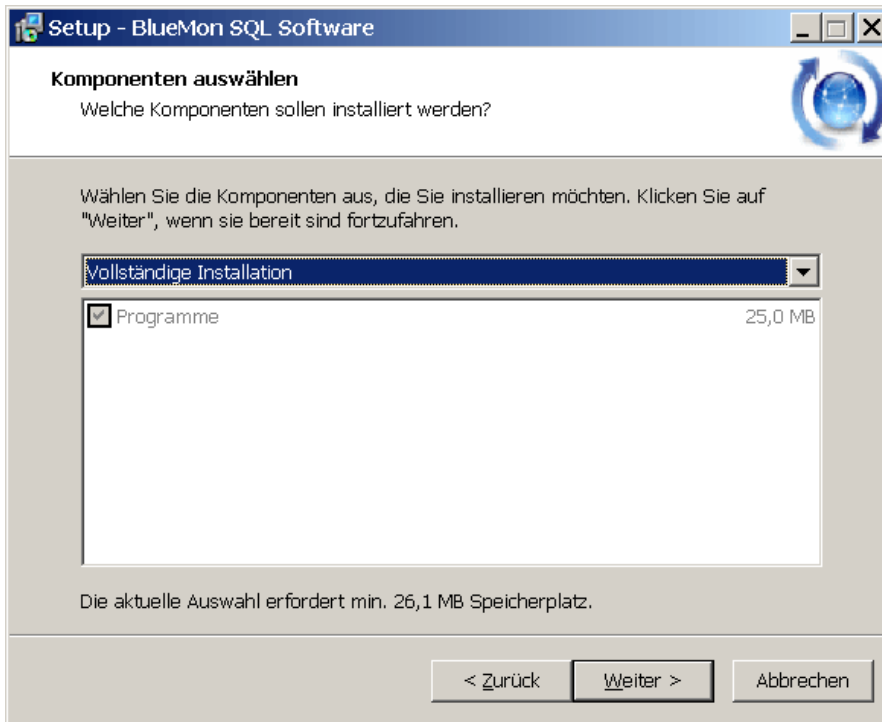 Setup - BlueMon SQL Software
Komponenten auswählen
Welche Komponenten sollen installiert werden?
Wählen Sie die Komponenten aus, die Sie installieren möchten. Klicken Sie auf
"Weiter", wenn sie bereit sind fortzufahren.
Vollständige Installation
Programme 25,0 MB
Die aktuelle Auswahl erfordert min. 26,1 MB Speicherplatz.
< Zurück Weiter > Abbrechen